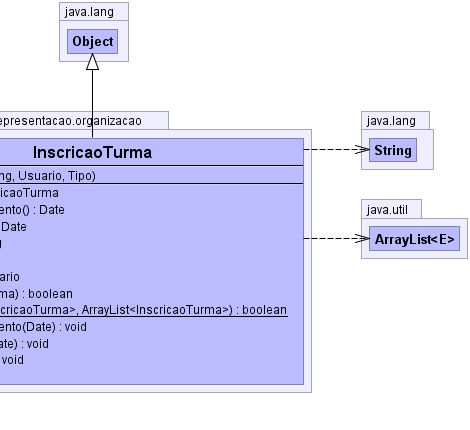 java.lang
Object
epresentacao.organizacao
InscricaoTurma
ng, Usuario, Tipo)
icaoTurma
ento() : Date
Date
g
ario
ma) : boolean
cricaoTurma>, ArrayList<InscricaoTurma>) : boolean
ento(Date) : void
ate) : void
void
java.lang
String
java.util
ArrayList<E>